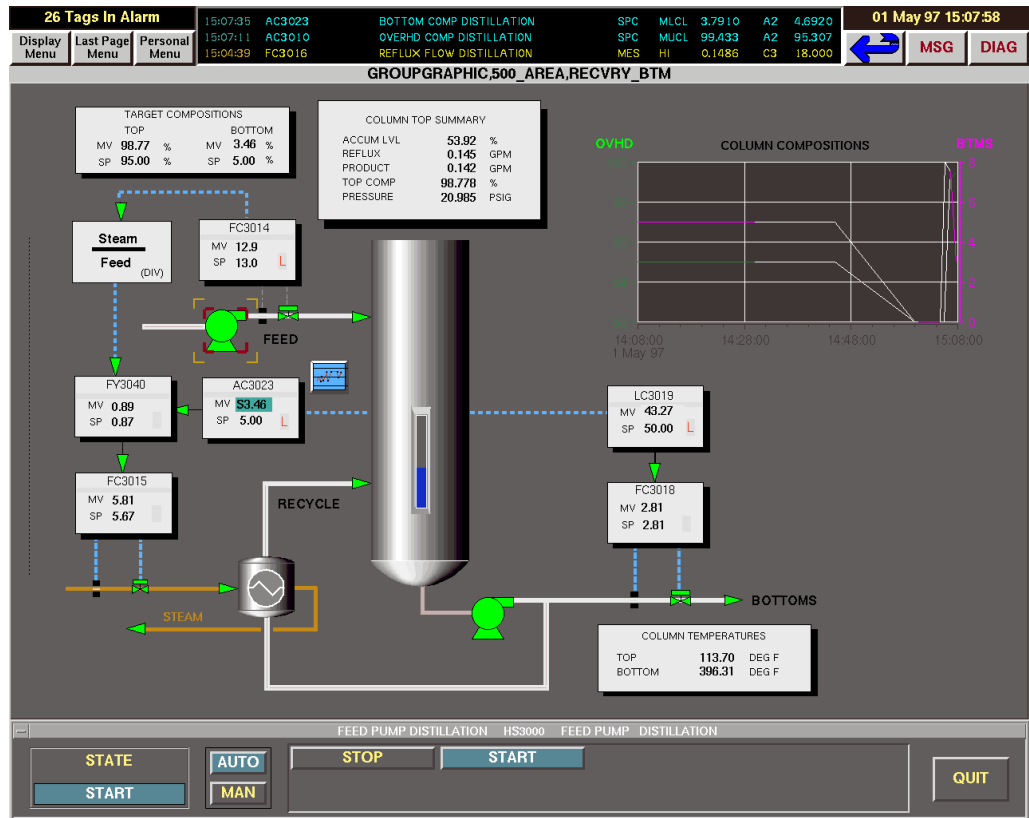 26 Tags In Alarm
15:07:35 AC3023 BOTTOM COMP DISTILLATION SPC MLCL 3.7910 A2 4.6920
01 May 97 15:07:58
15:07:11 AC3010 OVERHD COMP DISTILLATION SPC MUCL 99.433 A2 95.307
15:04:39 FC3016 REFLUX FLOW DISTILLATION MES HI 0.1486 C3 18.000
Display Menu
Last Page Menu
Personal Menu
MSG
DIAG
GROUPGRAPHIC,500_AREA,RECVRY_BTM
TARGET COMPOSITIONS
TOP BOTTOM
MV 98.77 % MV 3.46 %
SP 95.00 % SP 5.00 %
COLUMN TOP SUMMARY
ACCUM LVL 53.92 %
REFLUX 0.145 GPM
PRODUCT 0.142 GPM
TOP COMP 98.778 %
PRESSURE 20.985 PSIG
OVHD
COLUMN COMPOSITIONS
BTMS
8
6
4
2
0
14:08:00 14:28:00 14:48:00 15:08:00
1 May 97
Steam
Feed
(DIV)
FC3014
MV 12.9
SP 13.0 L
FEED
FY3040
MV 0.89
SP 0.87
AC3023
MV S3.46
SP 5.00 L
LC3019
MV 43.27
SP 50.00 L
FC3015
MV 5.81
SP 5.67
RECYCLE
FC3018
MV 2.81
SP 2.81
STEAM
BOTTOMS
COLUMN TEMPERATURES
TOP 113.70 DEG F
BOTTOM 396.31 DEG F
FEED PUMP DISTILLATION HS3000 FEED PUMP DISTILLATION
STATE
START
AUTO
MAN
STOP
START
QUIT